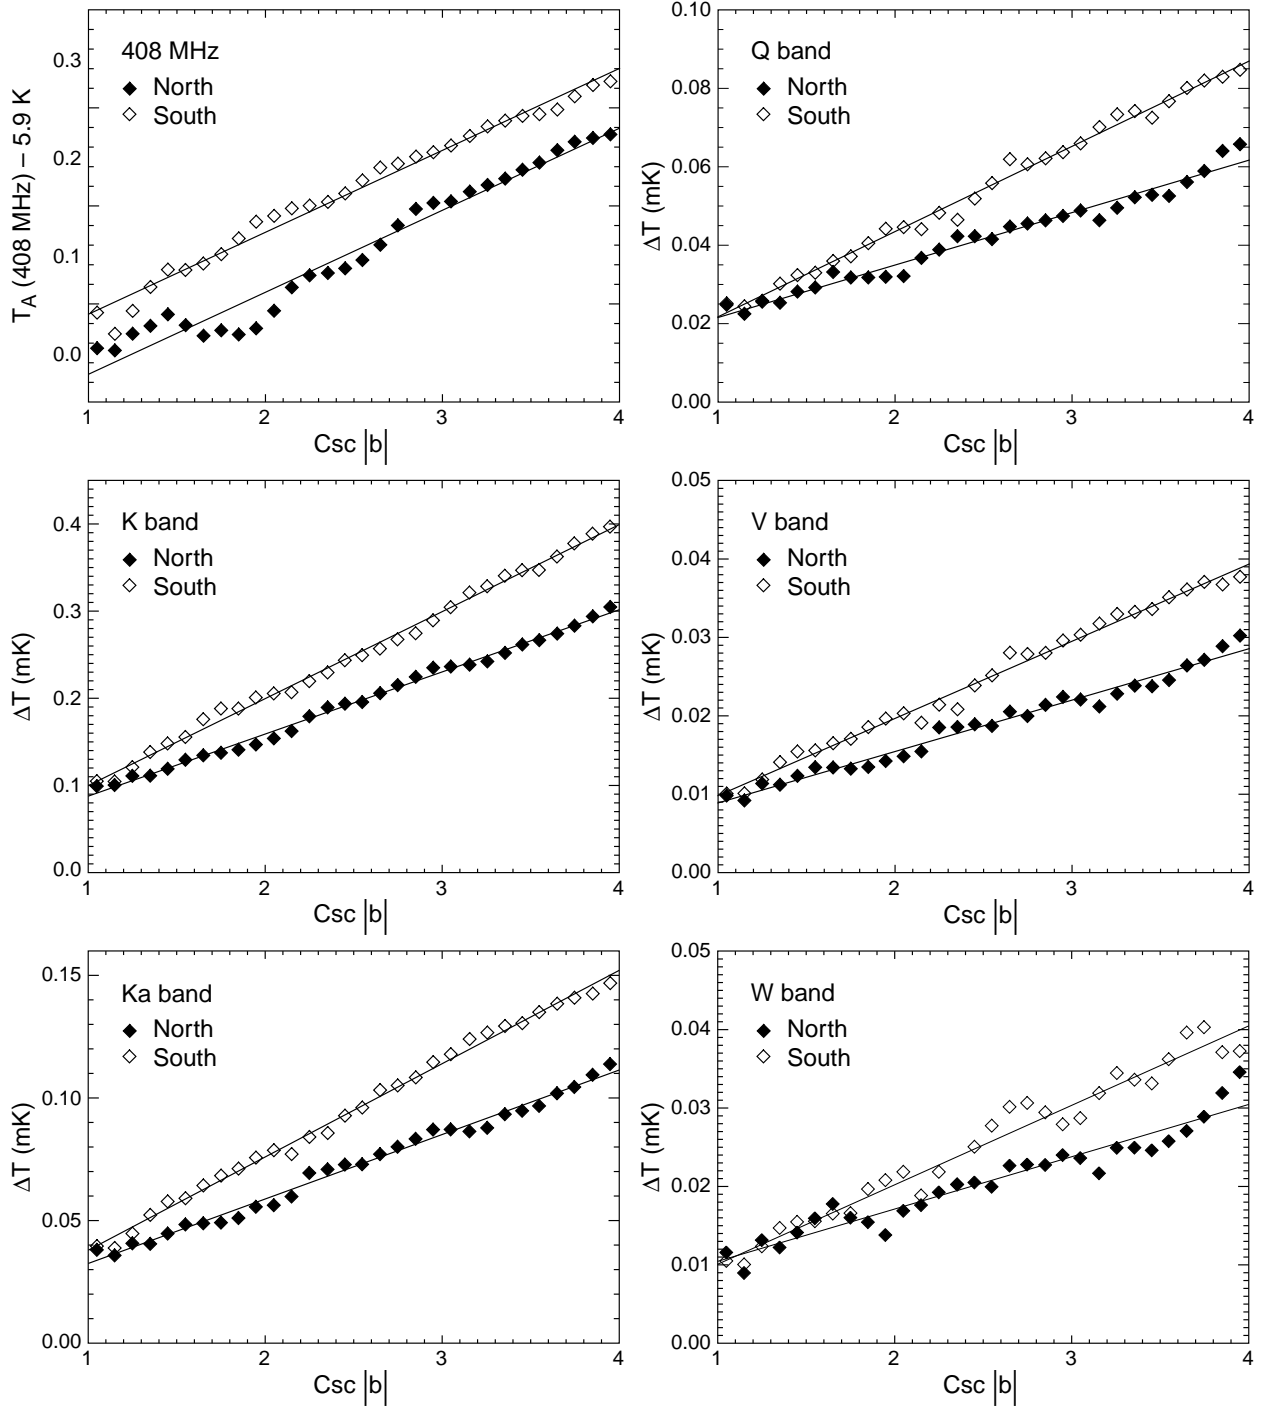 408 MHz
North
South
0.3
0.2
0.1
0.0
T_A (408 MHz) – 5.9 K
1 2 3 4
Csc |b|
Q band
North
South
0.10
0.08
0.06
0.04
0.02
0.00
ΔT (mK)
1 2 3 4
Csc |b|
K band
North
South
0.4
0.3
0.2
0.1
0.0
ΔT (mK)
1 2 3 4
Csc |b|
V band
North
South
0.05
0.04
0.03
0.02
0.01
0.00
ΔT (mK)
1 2 3 4
Csc |b|
Ka band
North
South
0.15
0.10
0.05
0.00
ΔT (mK)
1 2 3 4
Csc |b|
W band
North
South
0.05
0.04
0.03
0.02
0.01
0.00
ΔT (mK)
1 2 3 4
Csc |b|